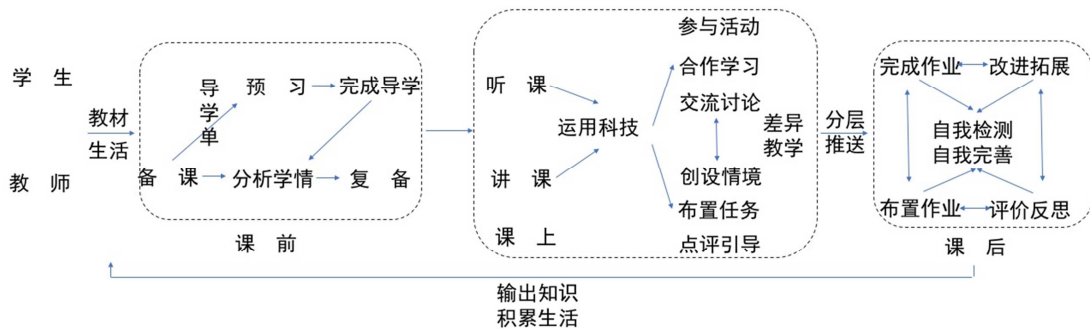 学 生
教 师
教材
生活
导学单
预 习
完成导学
备 课
分析学情
复 备
课 前
听 课
讲 课
运用科技
参与活动
合作学习
交流讨论
创设情境
布置任务
点评引导
差异
教学
课 上
分层
推送
完成作业
改进拓展
自我检测
自我完善
布置作业
评价反思
课 后
输出知识
积累生活